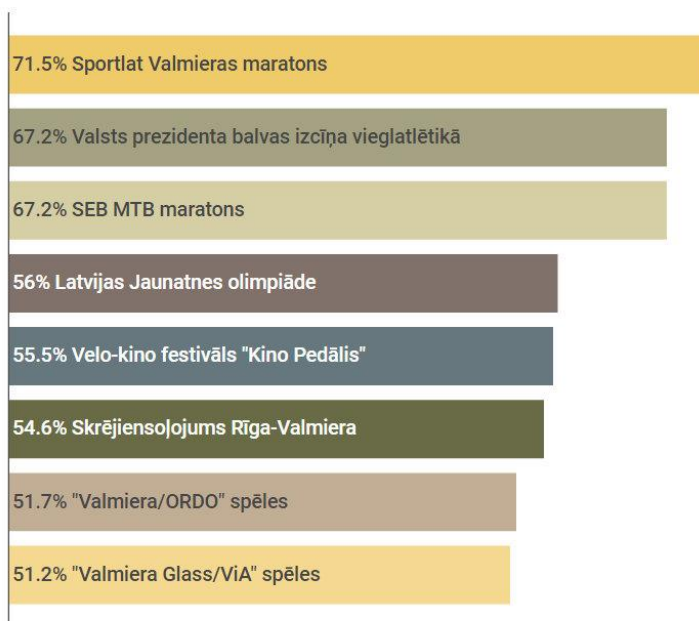 71.5% Sportlat Valmieras maratons
67.2% Valsts prezidenta balvas izcīņa vieglatlētikā
67.2% SEB MTB maratons
56% Latvijas Jaunatnes olimpiāde
55.5% Velo-kino festivāls "Kino Pedālis"
54.6% Skrējiensoļojums Rīga-Valmiera
51.7% "Valmiera/ORDO" spēles
51.2% "Valmiera Glass/ViA" spēles